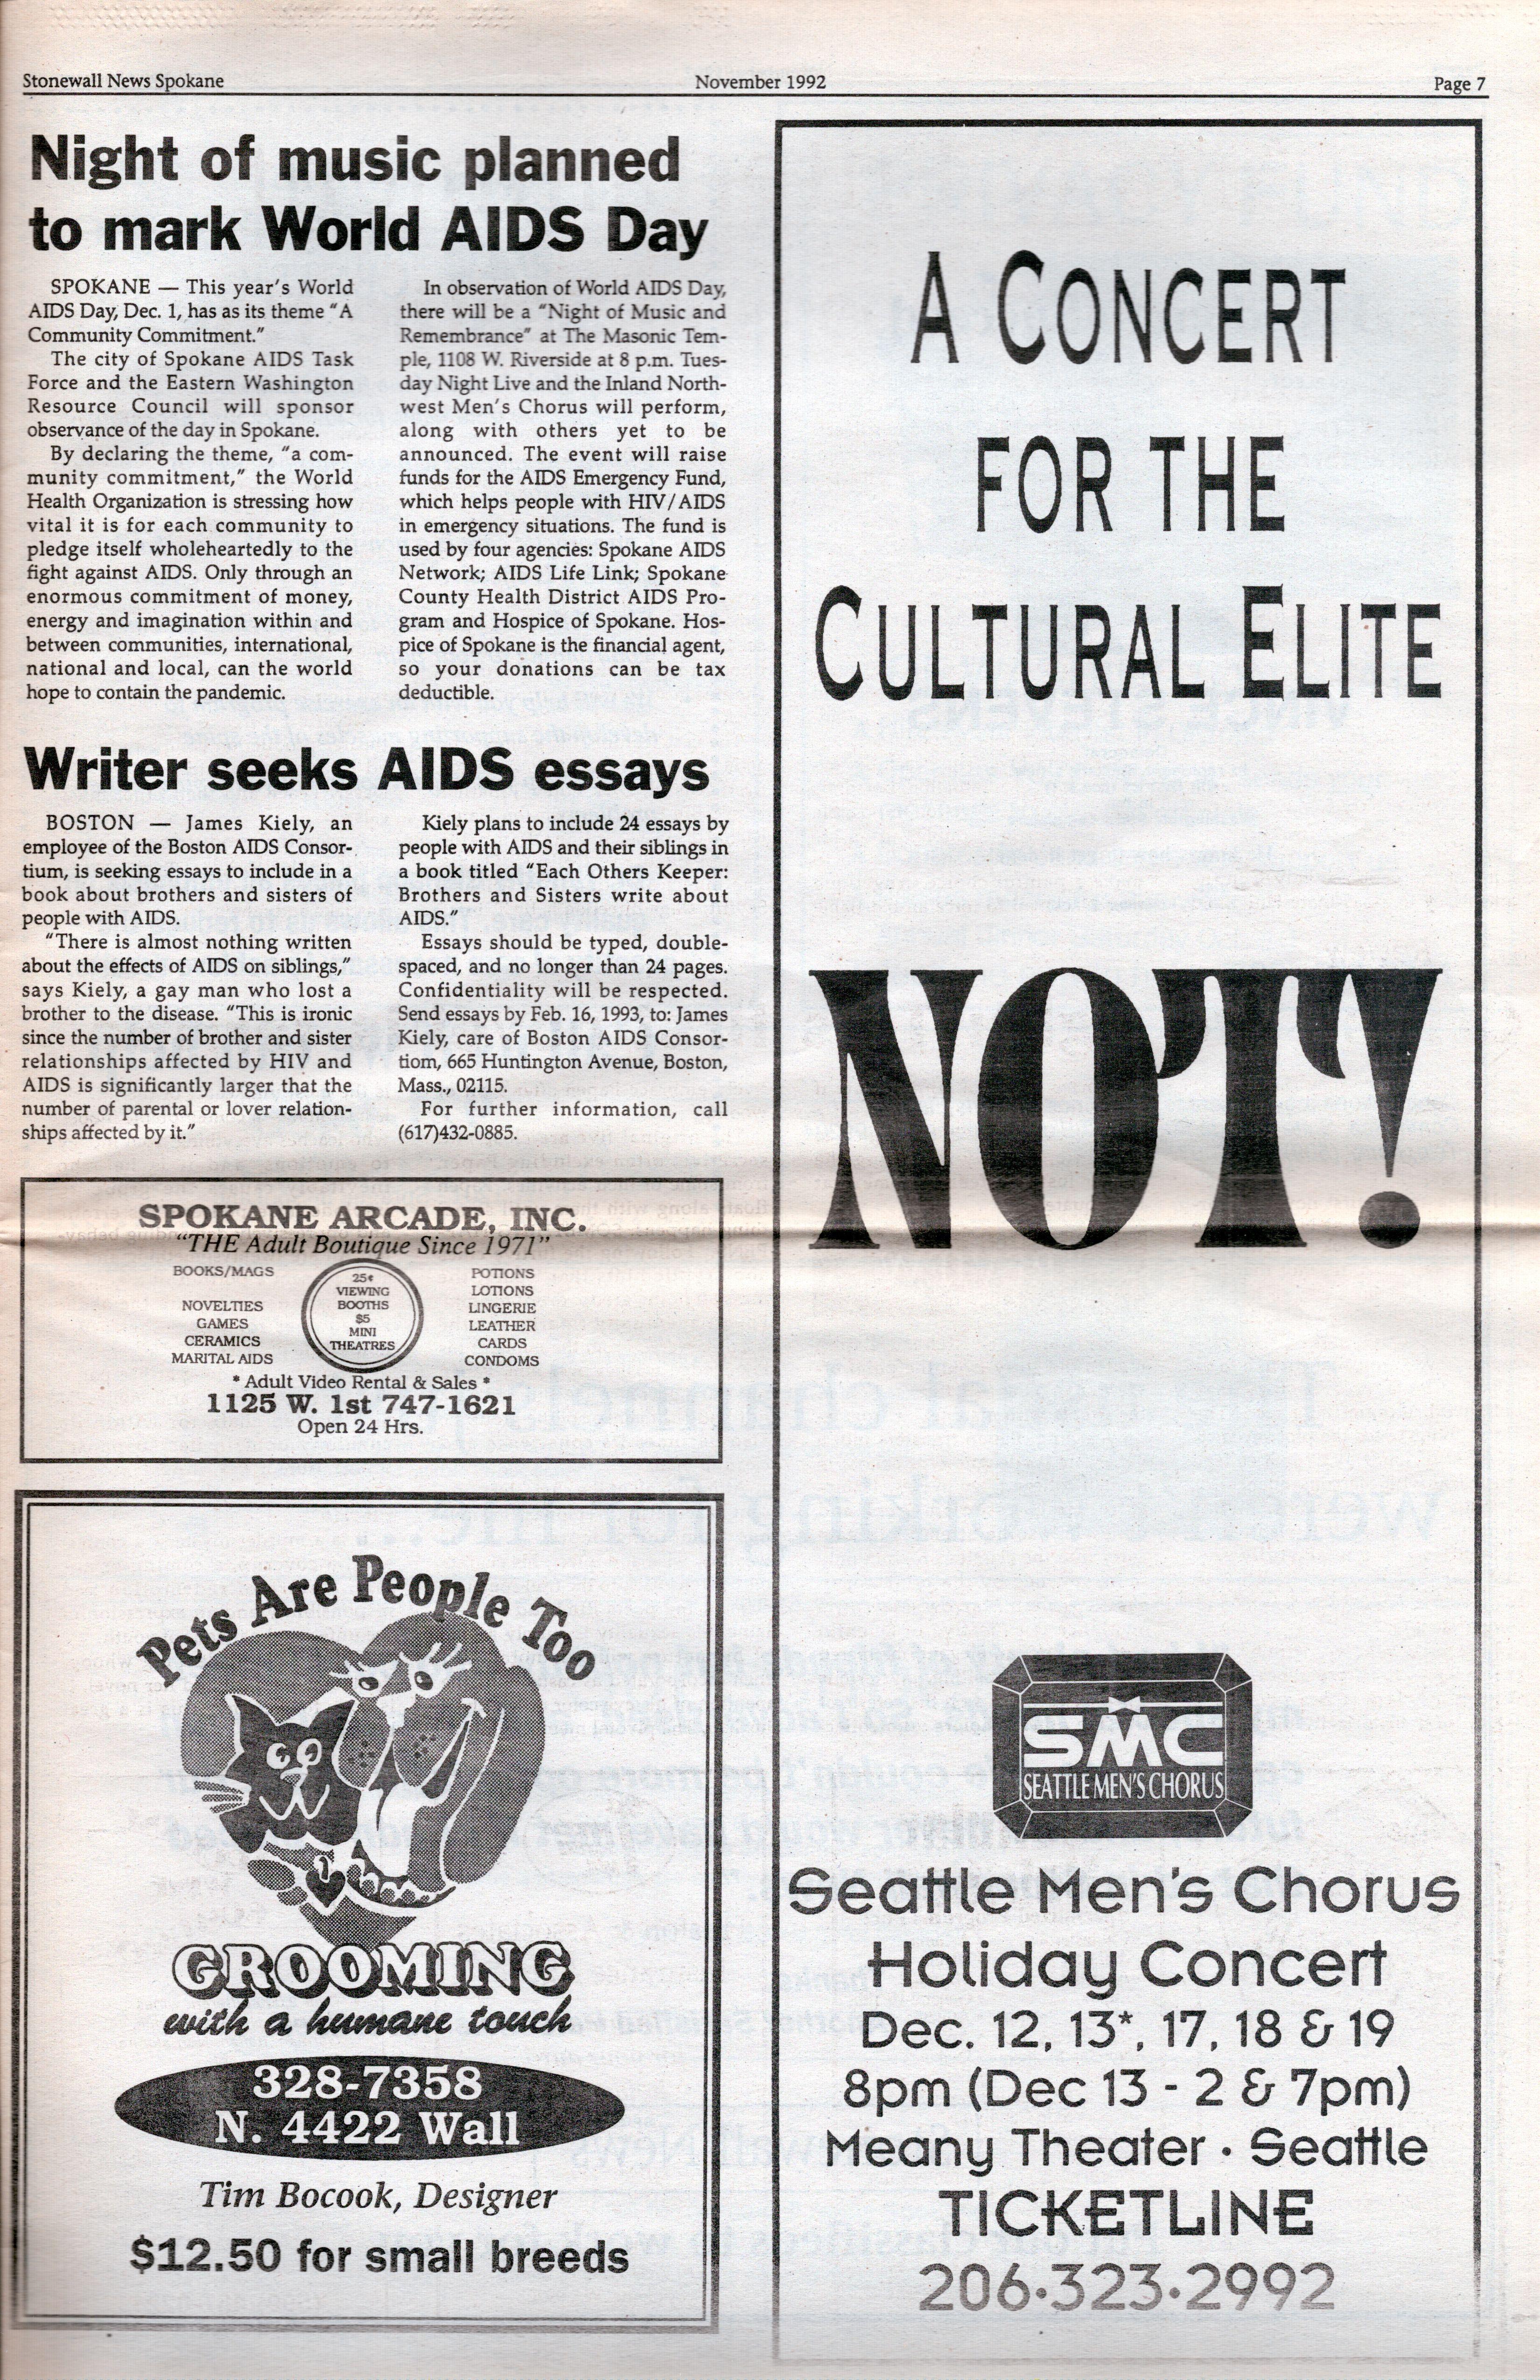 Stonewall News Spokane
November 1992
Page 7
Night of music planned
to mark World AIDS Day
SPOKANE — This year's World
AIDS Day, Dec. 1, has as its theme "A
Community Commitment."
The city of Spokane AIDS Task
Force and the Eastern Washington
Resource Council will sponsor
observance of the day in Spokane.
By declaring the theme, "a com-
munity commitment," the World
Health Organization is stressing how
vital it is for each community to
pledge itself wholeheartedly to the
fight against AIDS. Only through an
enormous commitment of money,
energy and imagination within and
between communities, international,
national and local, can the world
hope to contain the pandemic.
In observation of World AIDS Day,
there will be a "Night of Music and
Remembrance" at The Masonic Tem-
ple, 1108 W. Riverside at 8 p.m. Tues-
day Night Live and the Inland North-
west Men's Chorus will perform,
along with others yet to be
announced. The event will raise
funds for the AIDS Emergency Fund,
which helps people with HIV/AIDS
in emergency situations. The fund is
used by four agencies: Spokane AIDS
Network; AIDS Life Link; Spokane
County Health District AIDS Pro-
gram and Hospice of Spokane. Hos-
pice of Spokane is the financial agent,
so your donations can be tax
deductible.
Writer seeks AIDS essays
BOSTON — James Kiely, an
employee of the Boston AIDS Consor-
tium, is seeking essays to include in a
book about brothers and sisters of
people with AIDS.
"There is almost nothing written
about the effects of AIDS on siblings,"
says Kiely, a gay man who lost a
brother to the disease. "This is ironic
since the number of brother and sister
relationships affected by HIV and
AIDS is significantly larger that the
number of parental or lover relation-
ships affected by it."
Kiely plans to include 24 essays by
people with AIDS and their siblings in
a book titled "Each Others Keeper:
Brothers and Sisters write about
AIDS."
Essays should be typed, double-
spaced, and no longer than 24 pages.
Confidentiality will be respected.
Send essays by Feb. 16, 1993, to: James
Kiely, care of Boston AIDS Consor-
tiom, 665 Huntington Avenue, Boston,
Mass., 02115.
For further information, call
(617)432-0885.
SPOKANE ARCADE, INC.
"THE Adult Boutique Since 1971"
BOOKS/MAGS
NOVELTIES
GAMES
CERAMICS
MARITAL AIDS
25¢
VIEWING
BOOTHS
$5
MINI
THEATRES
POTIONS
LOTIONS
LINGERIE
LEATHER
CARDS
CONDOMS
* Adult Video Rental & Sales *
1125 W. 1st 747-1621
Open 24 Hrs.
Pets Are People Too
GROOMING
with a humane touch
328-7358
N. 4422 Wall
Tim Bocook, Designer
$12.50 for small breeds
A CONCERT
FOR THE
CULTURAL ELITE
NOT!
SMC
SEATTLE MEN'S CHORUS
Seattle Men's Chorus
Holiday Concert
Dec. 12, 13*, 17, 18 & 19
8pm (Dec 13 - 2 & 7pm)
Meany Theater · Seattle
TICKETLINE
206·323·2992